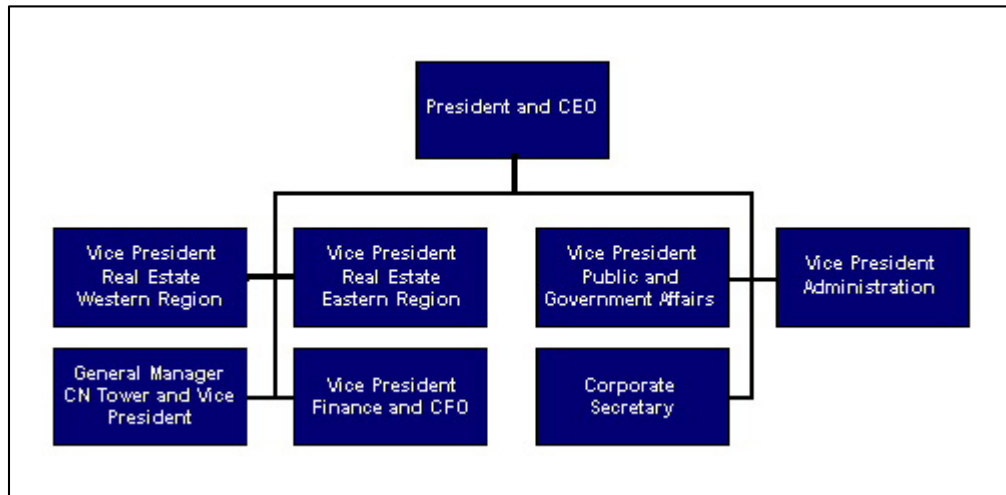 President and CEO
Vice President
Real Estate
Western Region
Vice President
Real Estate
Eastern Region
Vice President
Public and
Government Affairs
Vice President
Administration
General Manager
CN Tower and Vice
President
Vice President
Finance and CFO
Corporate
Secretary